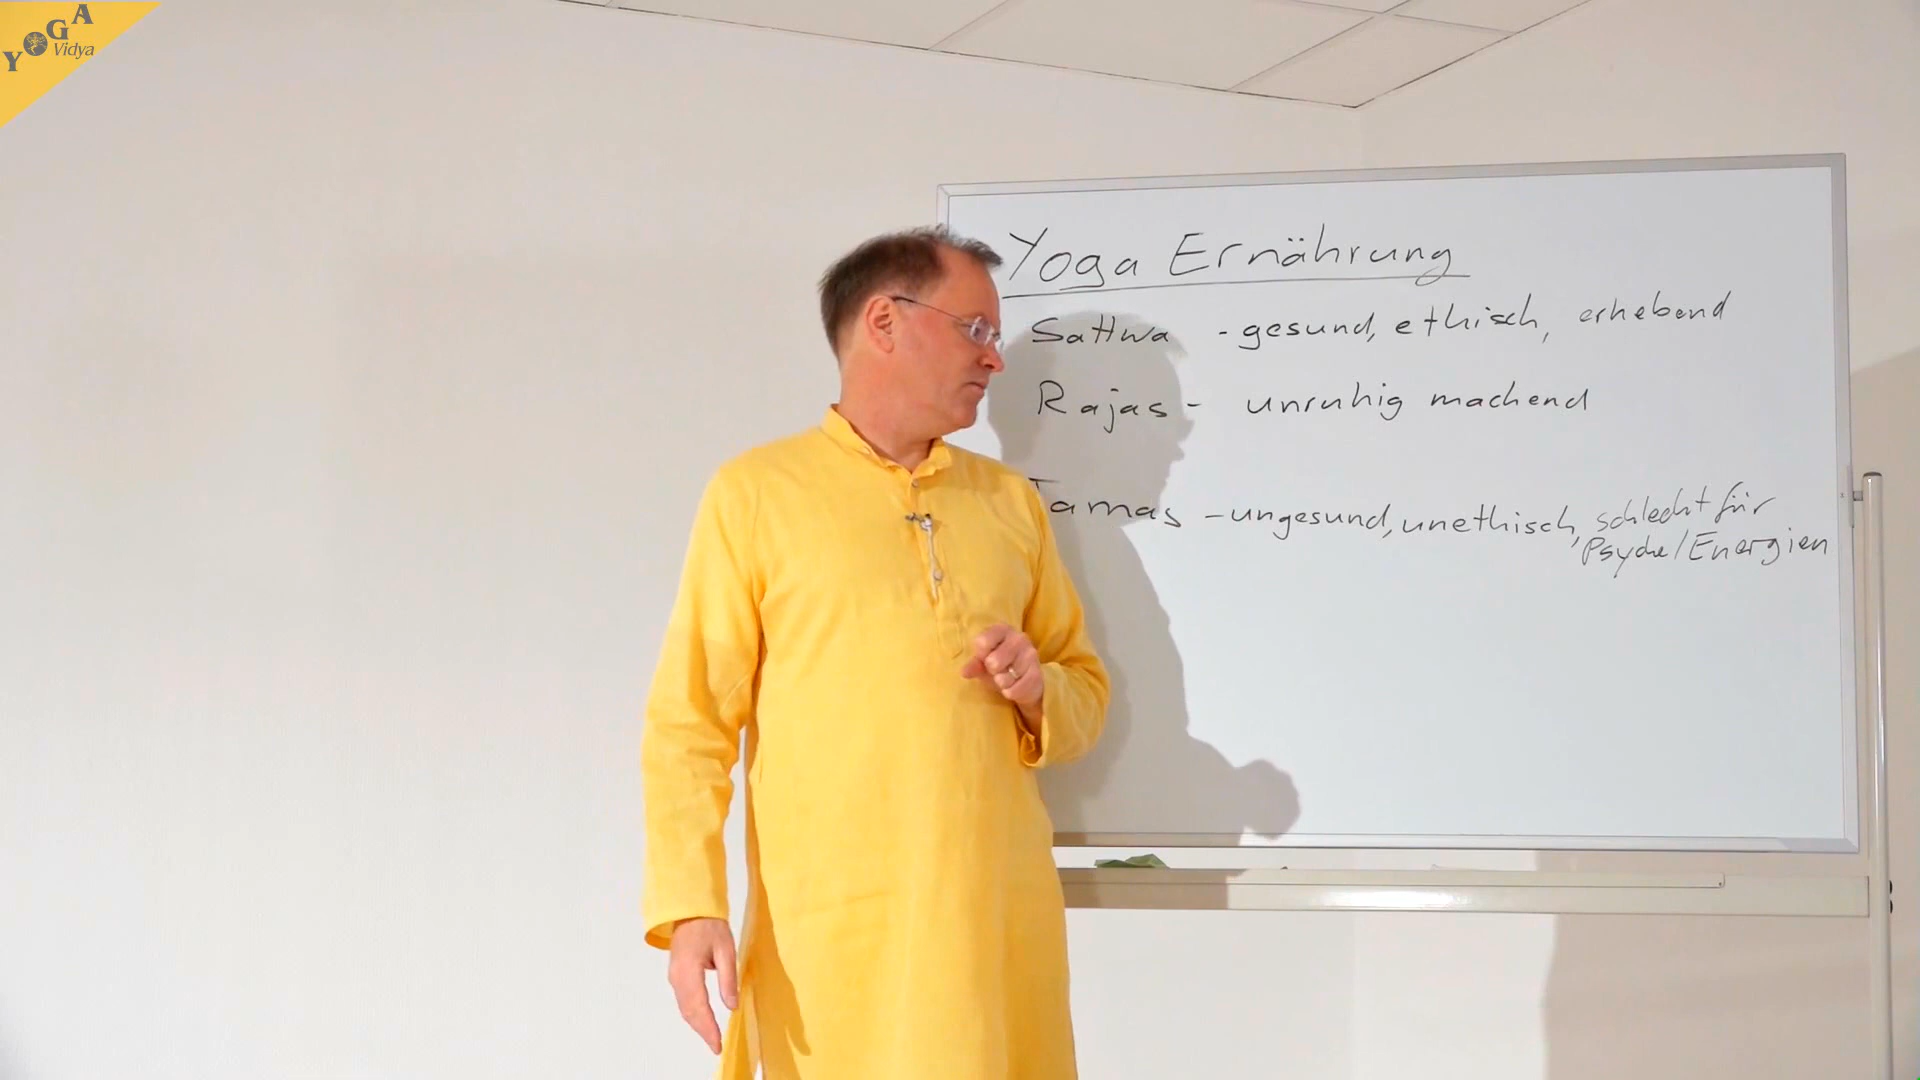 YOGA
Vidya
Yoga Ernährung
Sattwa - gesund, ethisch, erhebend
Rajas - unruhig machend
Tamas - ungesund, unethisch, schlecht für
Psyche/Energien